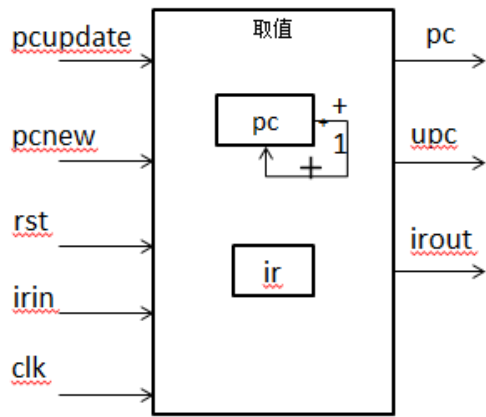 取值
pcupdate
pcnew
rst
irin
clk
pc
+
1
+
ir
pc
upc
irout